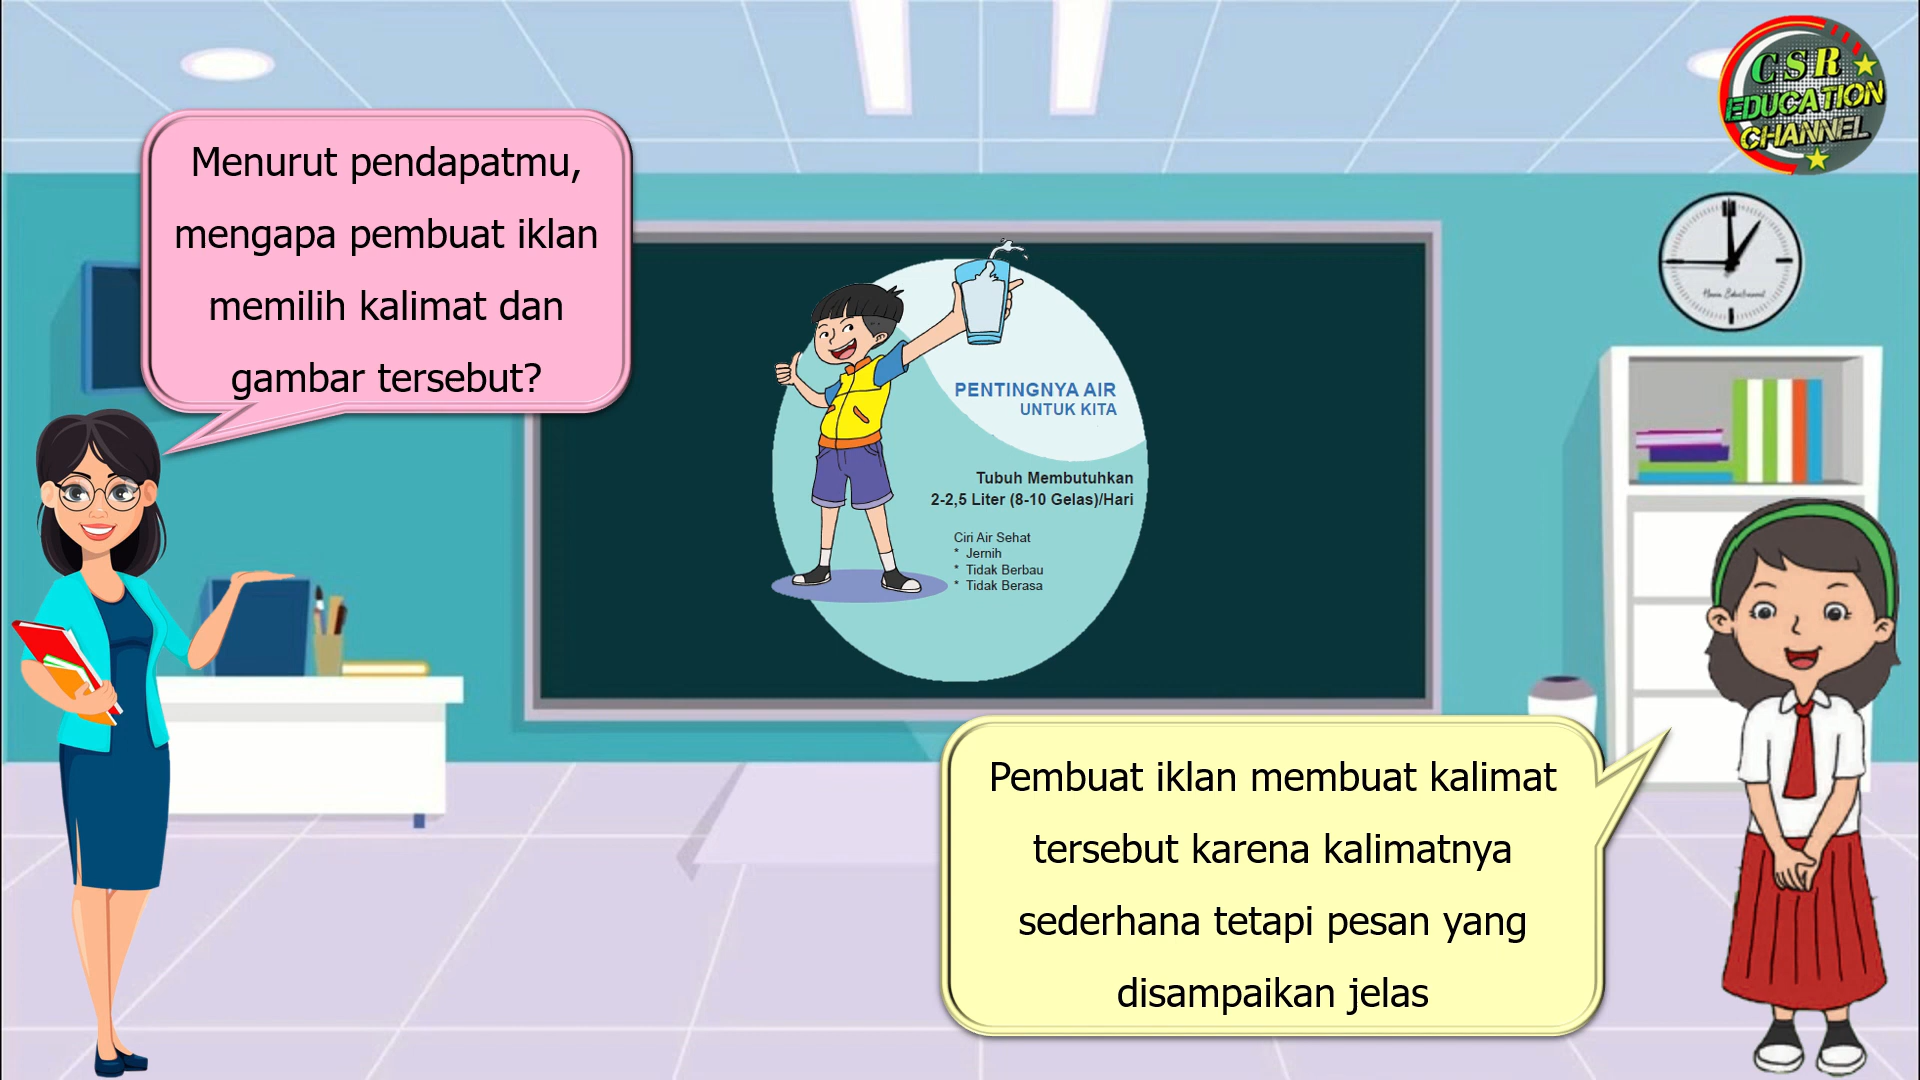 CSR
EDUCATION
CHANNEL
Menurut pendapatmu,
mengapa pembuat iklan
memilih kalimat dan
gambar tersebut?
PENTINGNYA AIR
UNTUK KITA
Tubuh Membutuhkan
2-2,5 Liter (8-10 Gelas)/Hari
Ciri Air Sehat
* Jernih
* Tidak Berbau
* Tidak Berasa
Pembuat iklan membuat kalimat
tersebut karena kalimatnya
sederhana tetapi pesan yang
disampaikan jelas